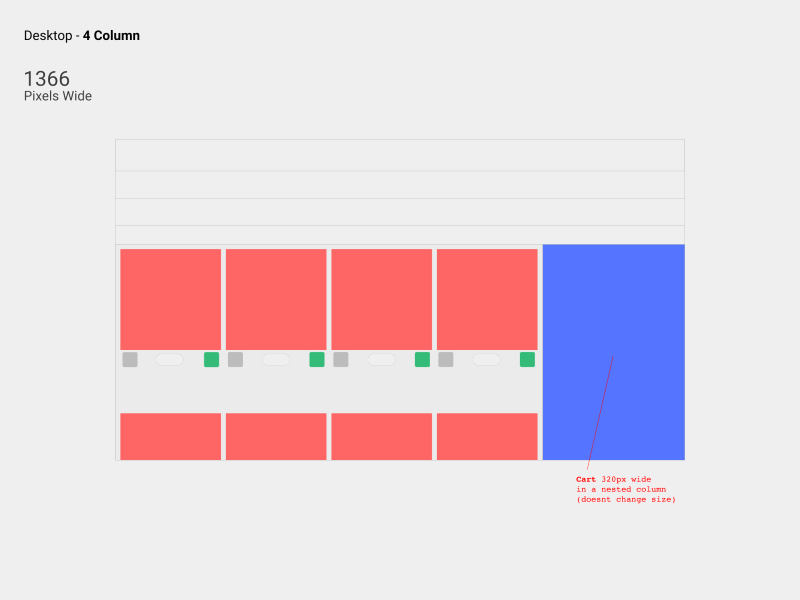 Desktop - 4 Column
1366
Pixels Wide
Cart 320px wide
in a nested column
(doesnt change size)